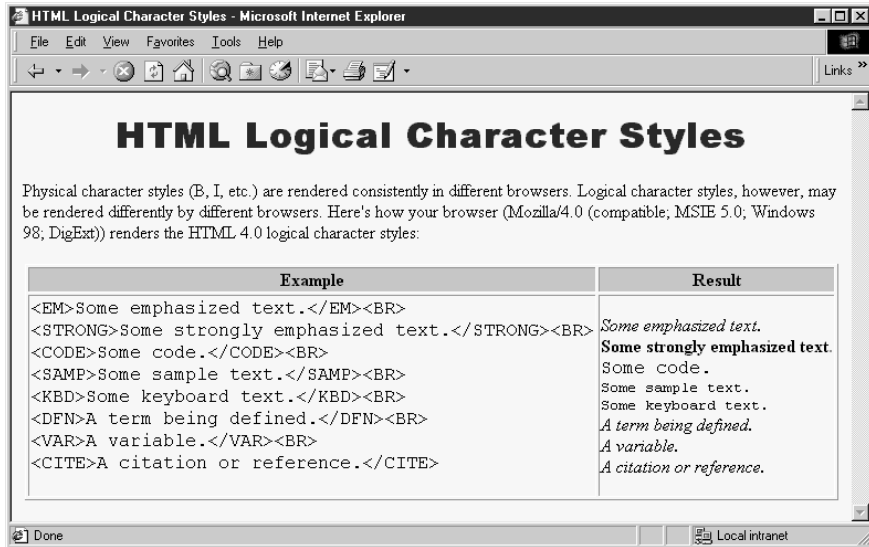 HTML Logical Character Styles - Microsoft Internet Explorer
File Edit View Favorites Tools Help
Links »
HTML Logical Character Styles
Physical character styles (B, I, etc.) are rendered consistently in different browsers. Logical character styles, however, may
be rendered differently by different browsers. Here's how your browser (Mozilla/4.0 (compatible; MSIE 5.0; Windows
98; DigExt)) renders the HTML 4.0 logical character styles:
Example
<EM>Some emphasized text.</EM><BR>
<STRONG>Some strongly emphasized text.</STRONG><BR>
<CODE>Some code.</CODE><BR>
<SAMP>Some sample text.</SAMP><BR>
<KBD>Some keyboard text.</KBD><BR>
<DFN>A term being defined.</DFN><BR>
<VAR>A variable.</VAR><BR>
<CITE>A citation or reference.</CITE>
Result
Some emphasized text.
Some strongly emphasized text.
Some code.
Some sample text.
Some keyboard text.
A term being defined.
A variable.
A citation or reference.
Done
Local intranet